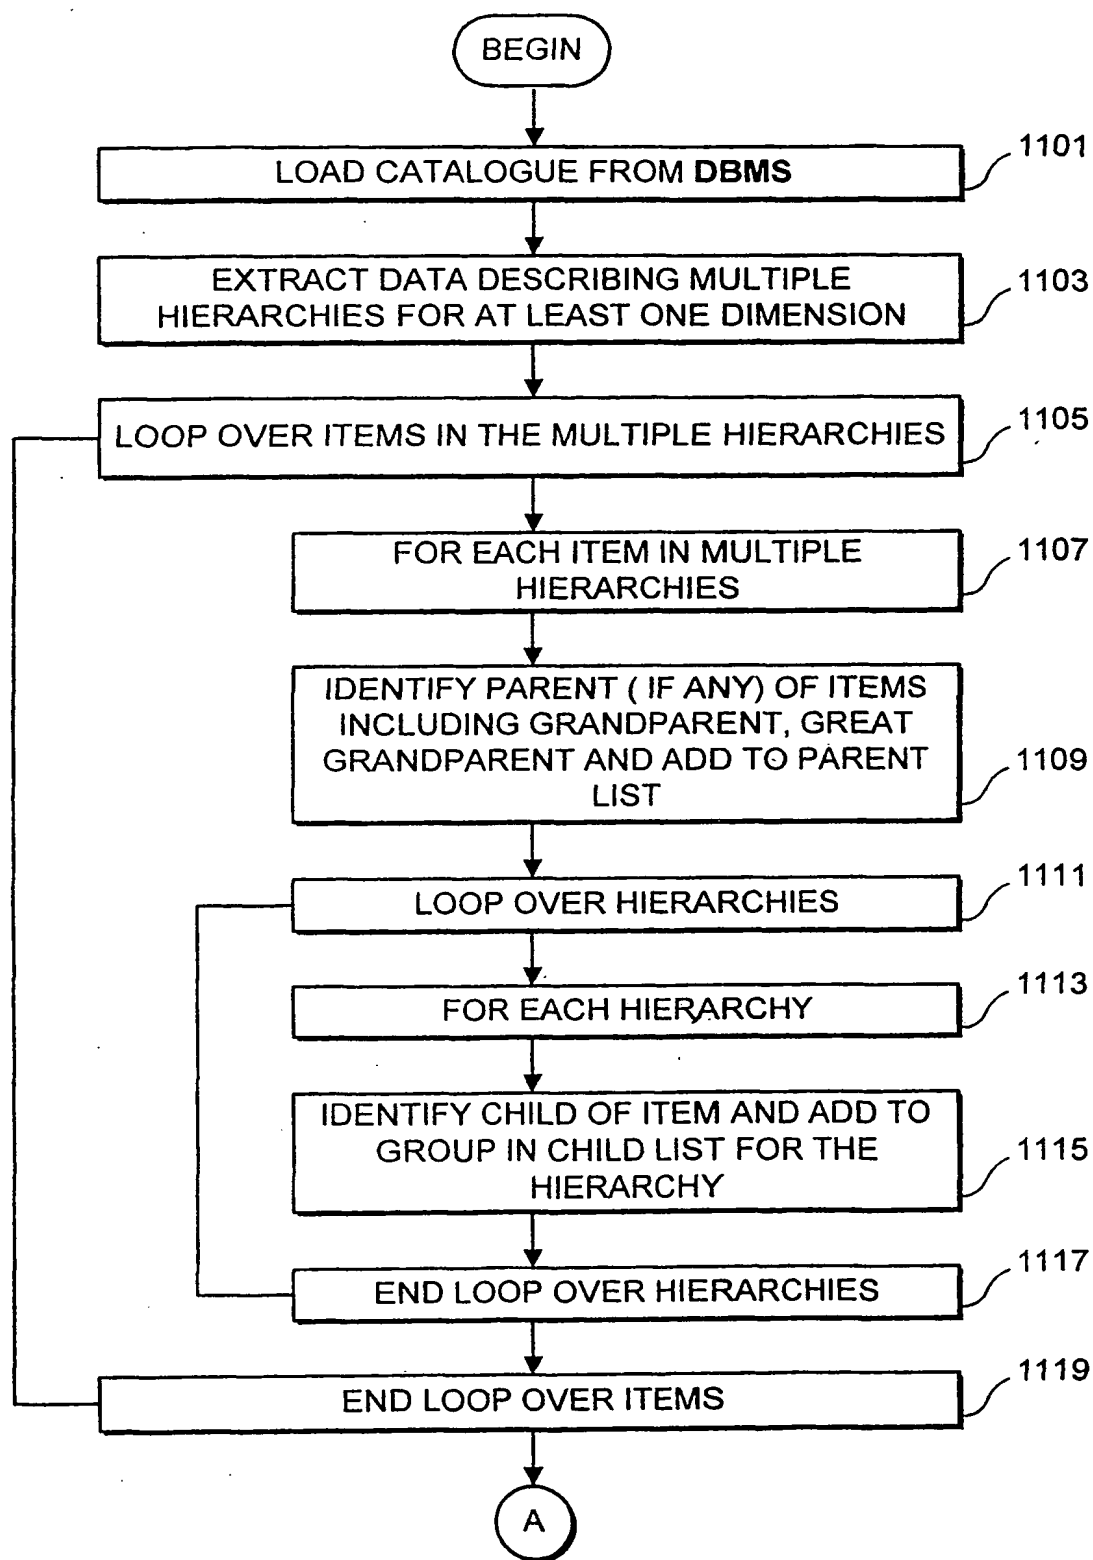 BEGIN
LOAD CATALOGUE FROM DBMS
1101
EXTRACT DATA DESCRIBING MULTIPLE
HIERARCHIES FOR AT LEAST ONE DIMENSION
1103
LOOP OVER ITEMS IN THE MULTIPLE HIERARCHIES
1105
FOR EACH ITEM IN MULTIPLE
HIERARCHIES
1107
IDENTIFY PARENT ( IF ANY) OF ITEMS
INCLUDING GRANDPARENT, GREAT
GRANDPARENT AND ADD TO PARENT
LIST
1109
LOOP OVER HIERARCHIES
1111
FOR EACH HIERARCHY
1113
IDENTIFY CHILD OF ITEM AND ADD TO
GROUP IN CHILD LIST FOR THE
HIERARCHY
1115
END LOOP OVER HIERARCHIES
1117
END LOOP OVER ITEMS
1119
A